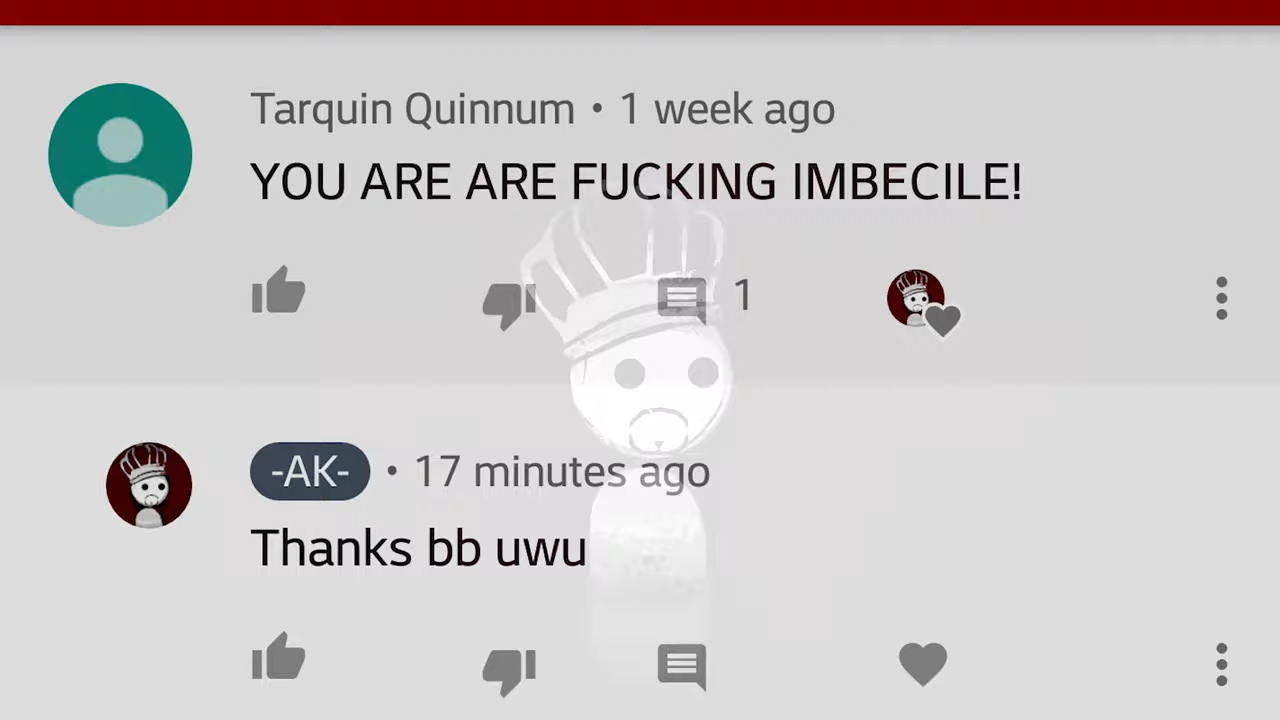 Tarquin Quinnum • 1 week ago
YOU ARE ARE FUCKING IMBECILE!
1
-AK- • 17 minutes ago
Thanks bb uwu